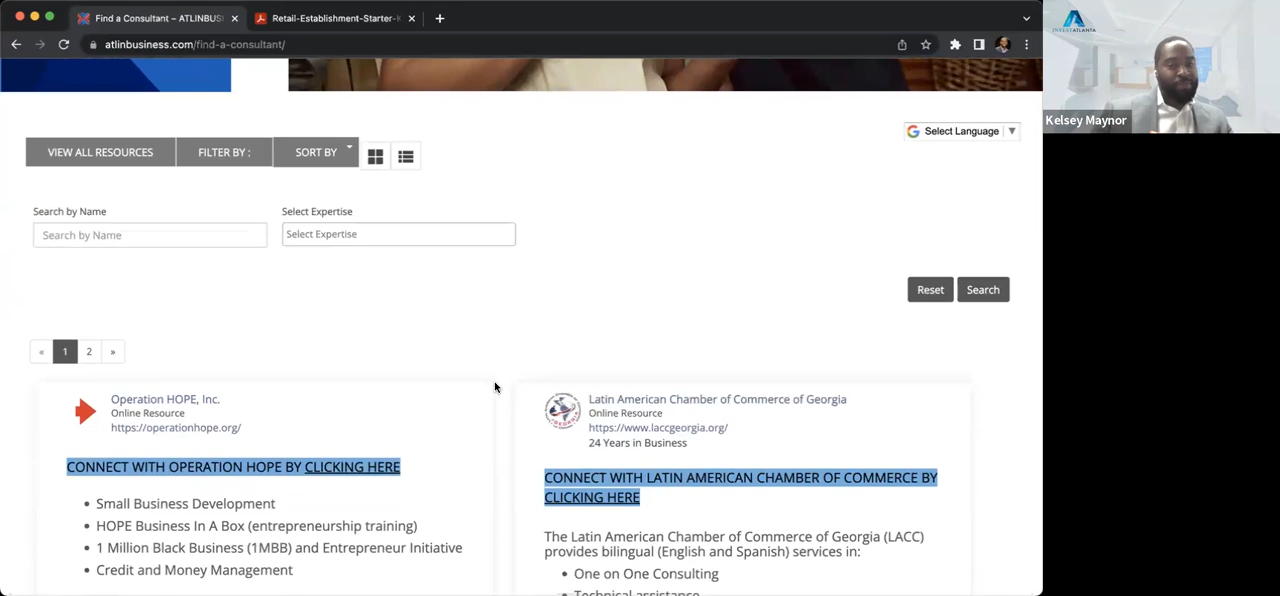 Find a Consultant – ATLINBUS
Retail-Establishment-Starter-K
atlinbusiness.com/find-a-consultant/
INVESTATLANTA
Kelsey Maynor
Select Language
VIEW ALL RESOURCES
FILTER BY :
SORT BY
Search by Name
Select Expertise
Search by Name
Select Expertise
Reset
Search
«
1
2
»
Operation HOPE, Inc.
Online Resource
https://operationhope.org/
CONNECT WITH OPERATION HOPE BY CLICKING HERE
• Small Business Development
• HOPE Business In A Box (entrepreneurship training)
• 1 Million Black Business (1MBB) and Entrepreneur Initiative
• Credit and Money Management
Latin American Chamber of Commerce of Georgia
Online Resource
https://www.laccgeorgia.org/
24 Years in Business
CONNECT WITH LATIN AMERICAN CHAMBER OF COMMERCE BY
CLICKING HERE
The Latin American Chamber of Commerce of Georgia (LACC)
provides bilingual (English and Spanish) services in:
• One on One Consulting
• Technical assistance